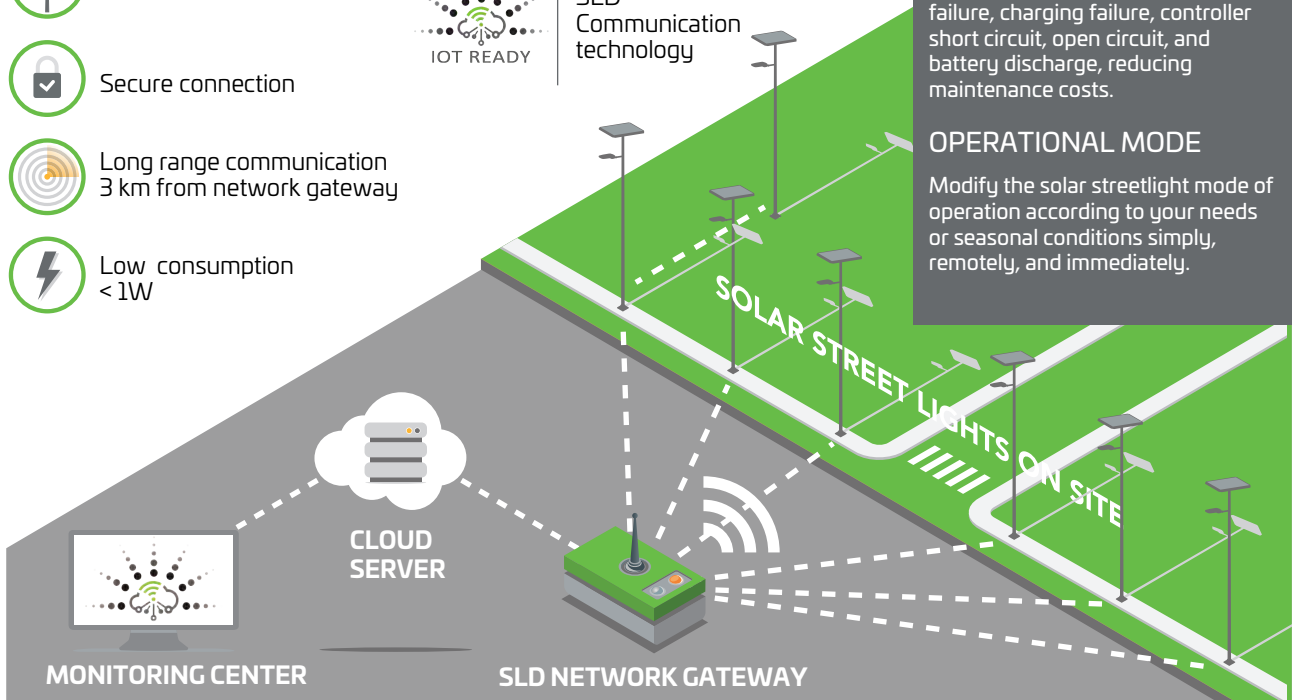 SLD
Communication
technology
IOT READY
Secure connection
Long range communication
3 km from network gateway
Low consumption
< 1W
failure, charging failure, controller
short circuit, open circuit, and
battery discharge, reducing
maintenance costs.
OPERATIONAL MODE
Modify the solar streetlight mode of
operation according to your needs
or seasonal conditions simply,
remotely, and immediately.
SOLAR STREET LIGHTS ON SITE
CLOUD
SERVER
MONITORING CENTER
SLD NETWORK GATEWAY